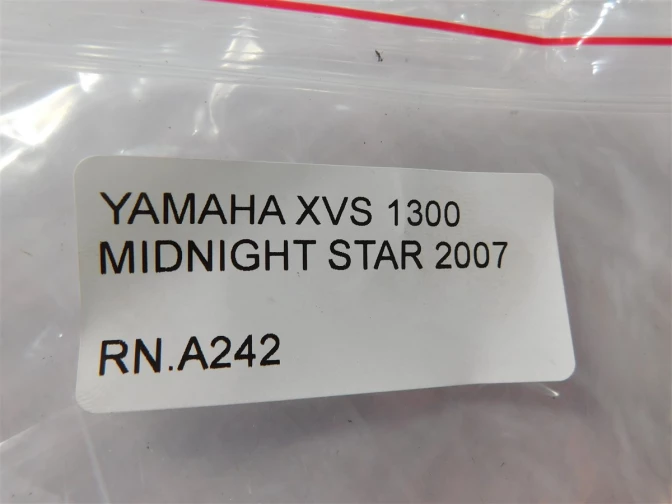 YAMAHA XVS 1300
MIDNIGHT STAR 2007
RN.A242